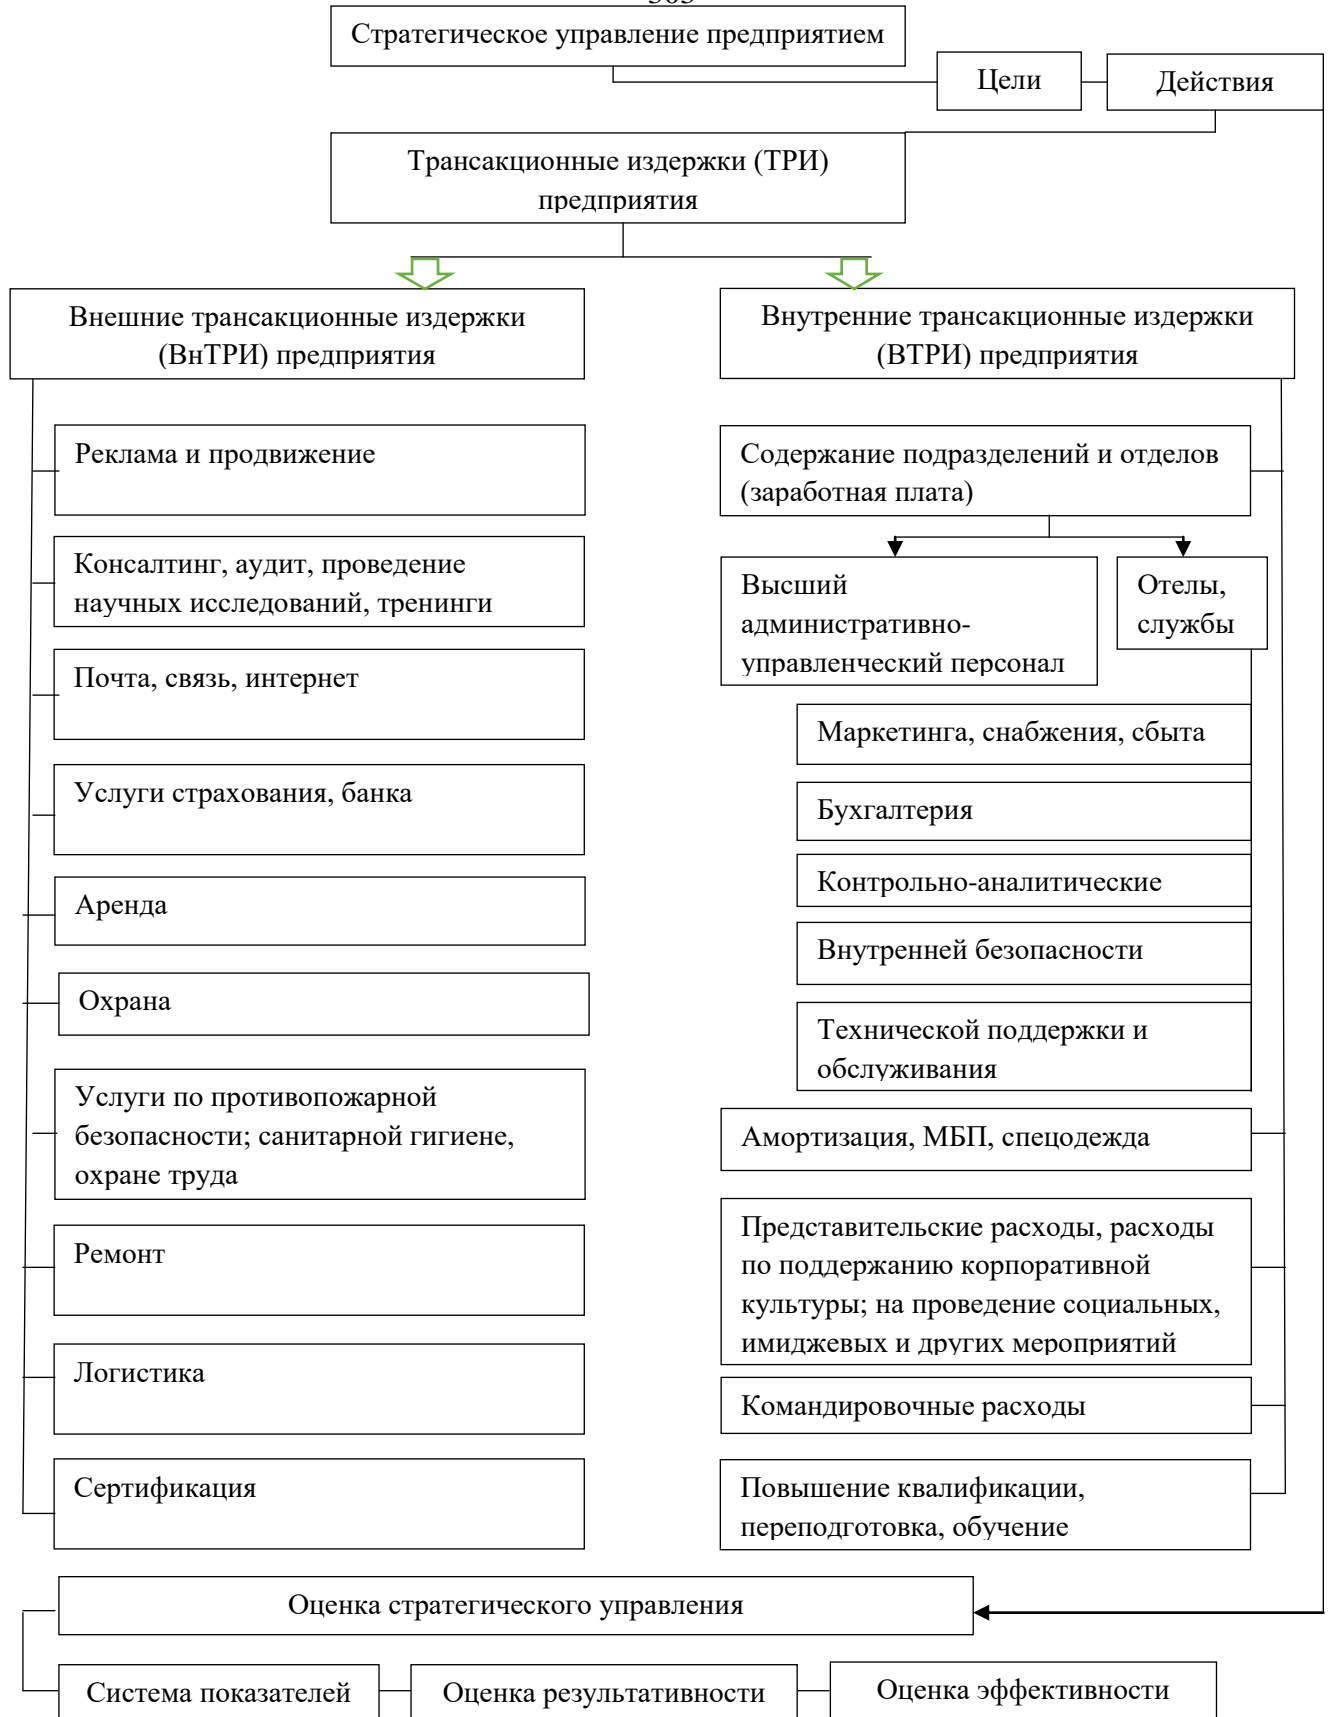 Стратегическое управление предприятием
Цели
Действия
Трансакционные издержки (ТРИ)
предприятия
Внешние трансакционные издержки
(ВнТРИ) предприятия
Реклама и продвижение
Консалтинг, аудит, проведение
научных исследований, тренинги
Почта, связь, интернет
Услуги страхования, банка
Аренда
Охрана
Услуги по противопожарной
безопасности; санитарной гигиене,
охране труда
Ремонт
Логистика
Сертификация
Внутренние трансакционные издержки
(ВТРИ) предприятия
Содержание подразделений и отделов
(заработная плата)
Высший
административно-
управленческий персонал
Отелы,
службы
Маркетинга, снабжения, сбыта
Бухгалтерия
Контрольно-аналитические
Внутренней безопасности
Технической поддержки и
обслуживания
Амортизация, МБП, спецодежда
Представительские расходы, расходы
по поддержанию корпоративной
культуры; на проведение социальных,
имиджевых и других мероприятий
Командировочные расходы
Повышение квалификации,
переподготовка, обучение
Оценка стратегического управления
Система показателей
Оценка результативности
Оценка эффективности